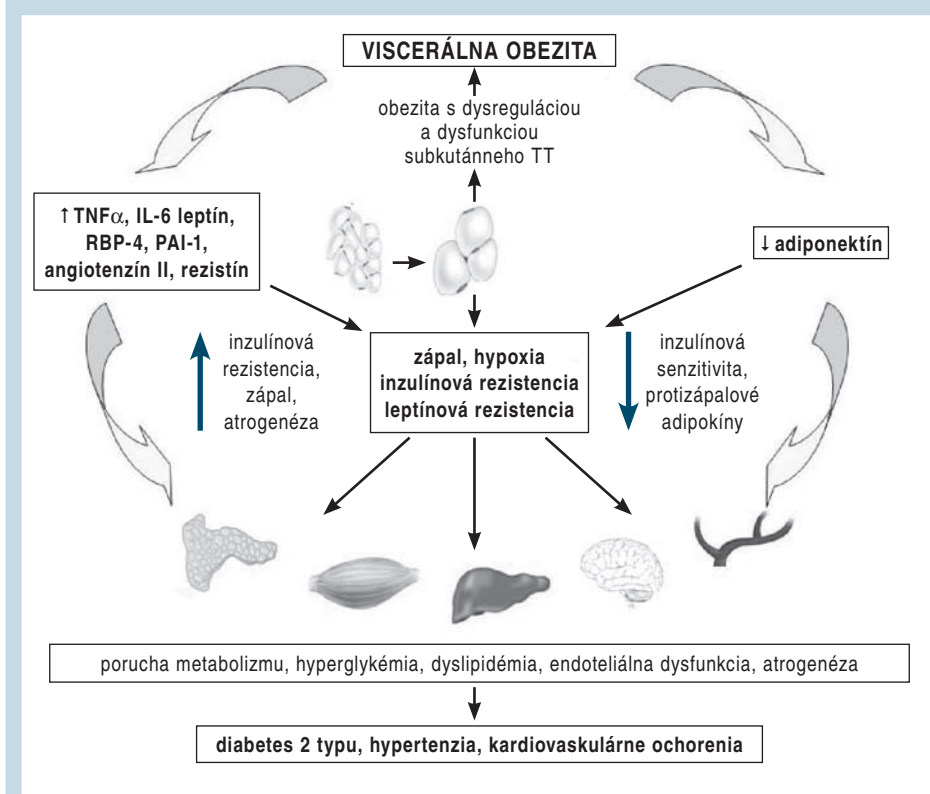 VISCERÁLNA OBEZITA
obezita s dysreguláciou
a dysfunkciou
subkutánneho TT
↑ TNFα, IL-6 leptín,
RBP-4, PAI-1,
angiotenzín II, rezistín
↓ adiponektín
inzulínová
rezistencia,
zápal,
atrogenéza
zápal, hypoxia
inzulínová rezistencia
leptínová rezistencia
inzulínová
senzitivita,
protizápalové
adipokíny
porucha metabolizmu, hyperglykémia, dyslipidémia, endoteliálna dysfunkcia, atrogenéza
diabetes 2 typu, hypertenzia, kardiovaskulárne ochorenia